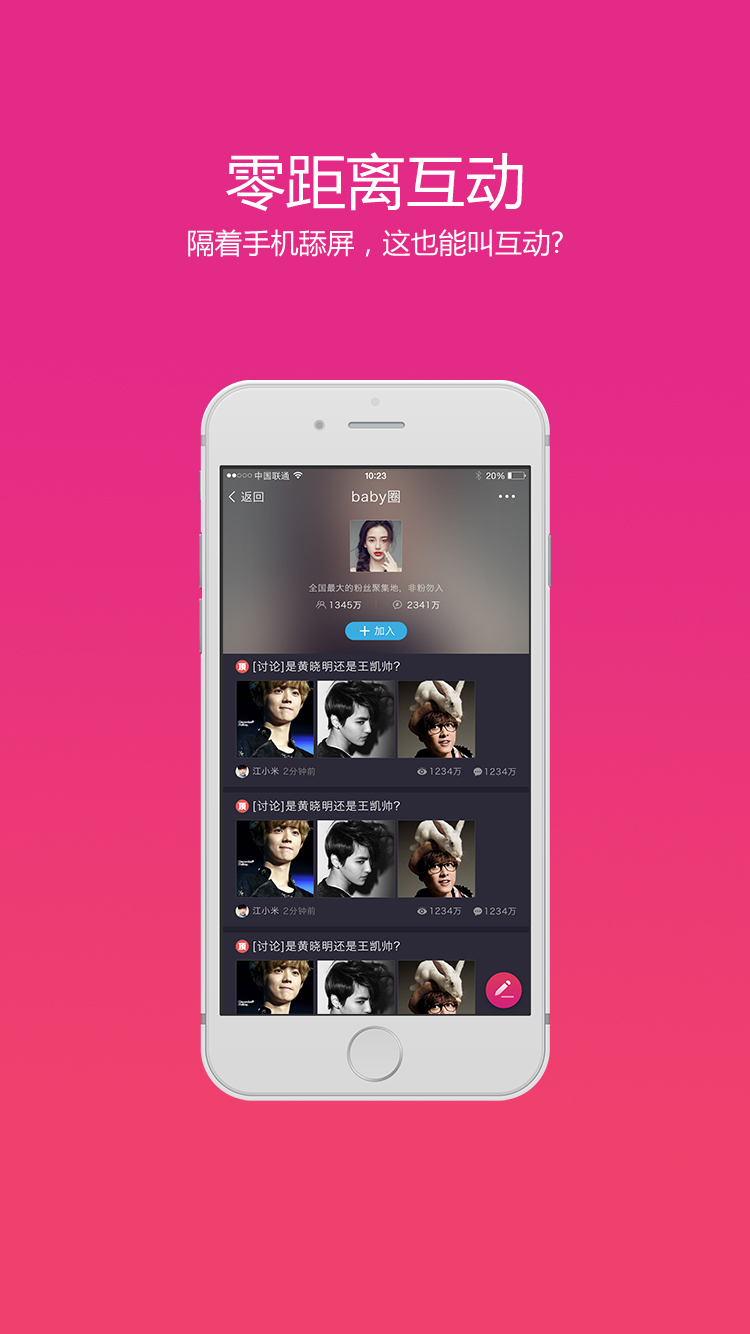 零距离互动
隔着手机舔屏，这也能叫互动?
中国联通 10:23 20%
返回 baby圈
全国最大的粉丝聚集地，非粉勿入
1345万 2341万
加入
顶 [讨论]是黄晓明还是王凯帅?
江小米 2分钟前 1234万 1234万
顶 [讨论]是黄晓明还是王凯帅?
江小米 2分钟前 1234万 1234万
顶 [讨论]是黄晓明还是王凯帅?